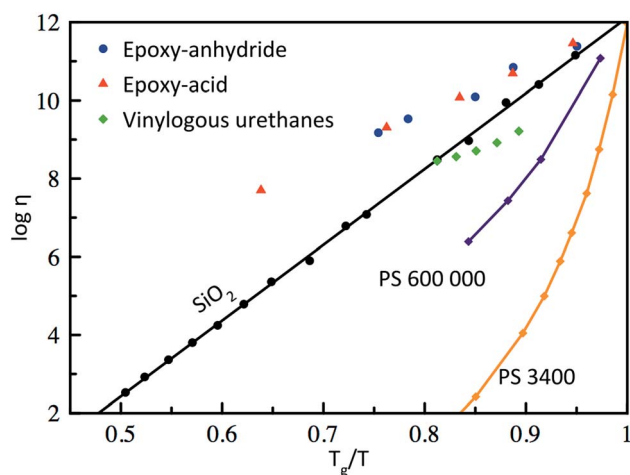 12
10
8
6
4
2
log η
Epoxy-anhydride
Epoxy-acid
Vinylogous urethanes
SiO₂
PS 600 000
PS 3400
0.5 0.6 0.7 0.8 0.9 1
T_g/T